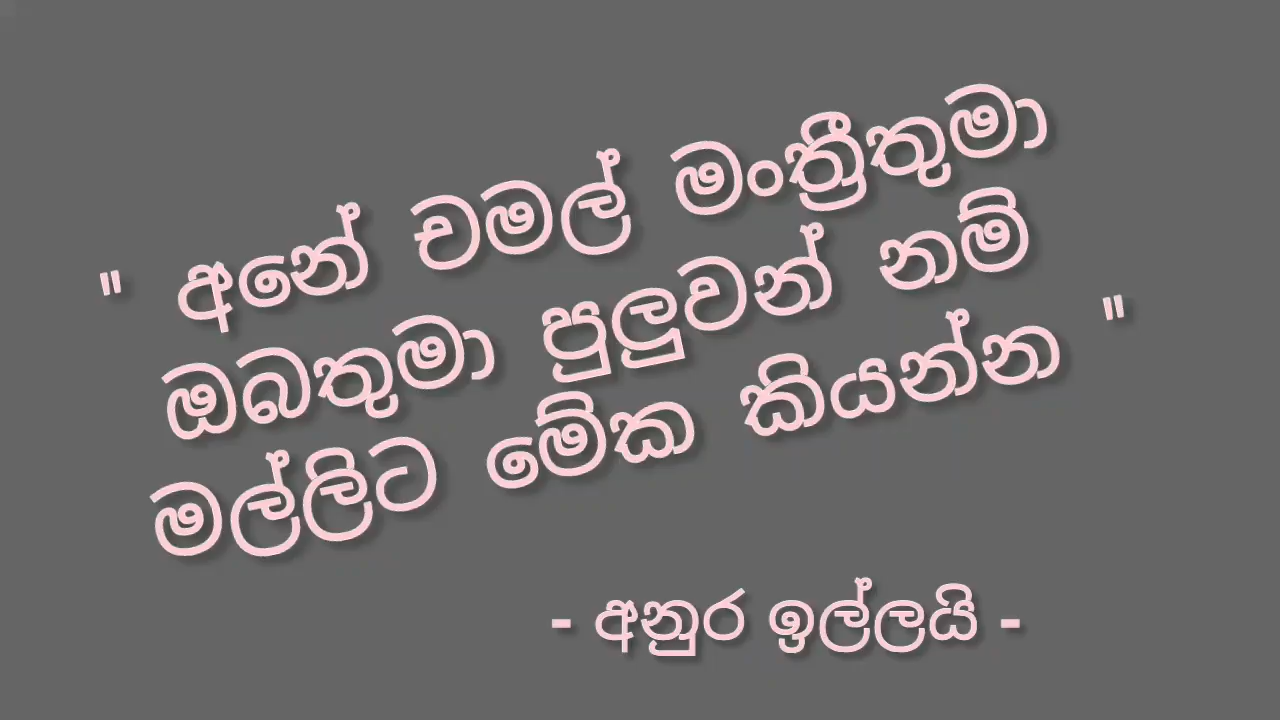 " අනේ චමල් මංත්‍රීතුමා
ඔබතුමා පුලුවන් නම්
මල්ලිට මේක කියන්න "
- අනුර ඉල්ලයි -